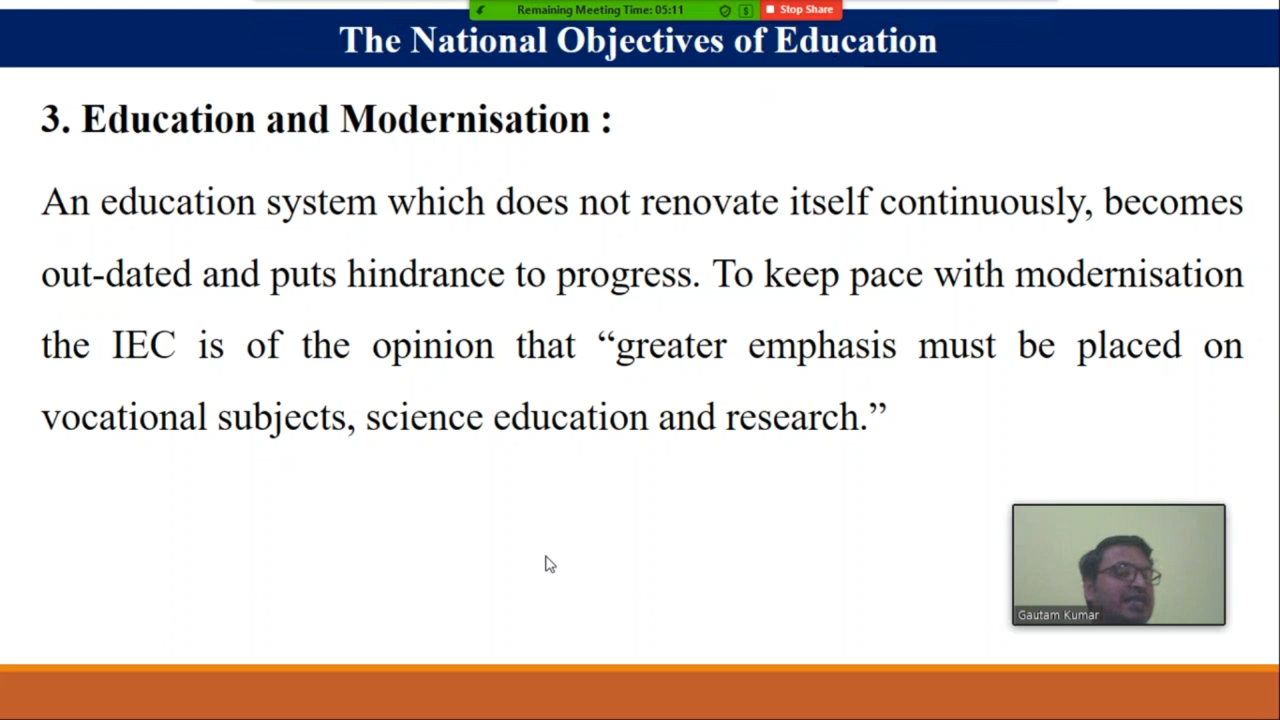 Remaining Meeting Time: 05:11
Stop Share
The National Objectives of Education
3. Education and Modernisation :
An education system which does not renovate itself continuously, becomes
out-dated and puts hindrance to progress. To keep pace with modernisation
the IEC is of the opinion that “greater emphasis must be placed on
vocational subjects, science education and research.”
Gautam Kumar